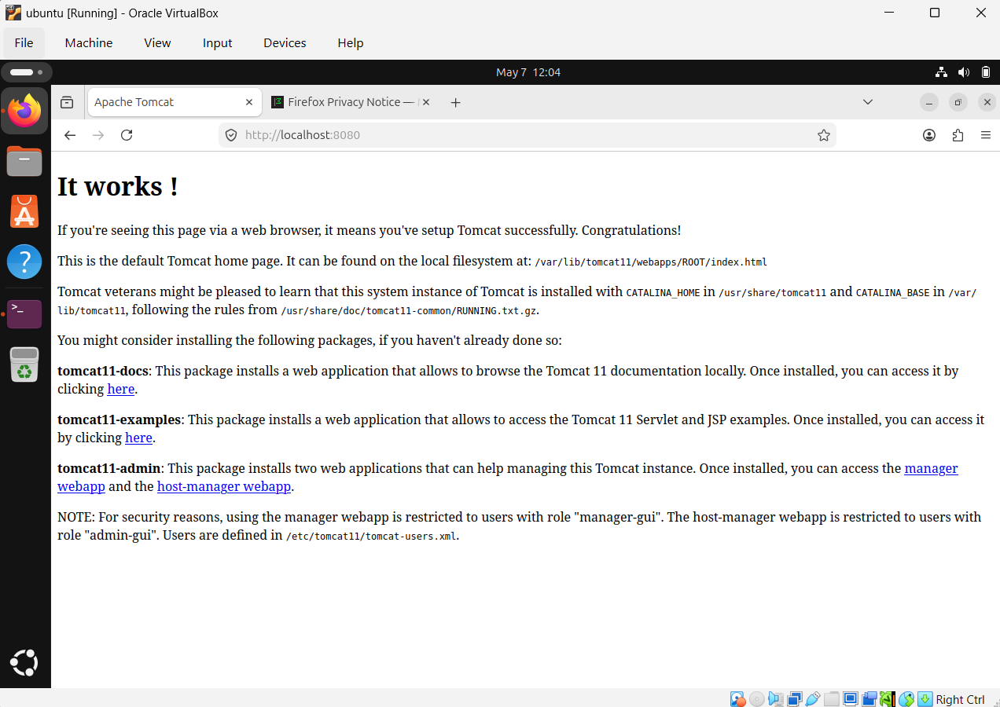 ubuntu [Running] - Oracle VirtualBox
File Machine View Input Devices Help
May 7 12:04
Apache Tomcat
Firefox Privacy Notice —
http://localhost:8080
It works !
If you're seeing this page via a web browser, it means you've setup Tomcat successfully. Congratulations!
This is the default Tomcat home page. It can be found on the local filesystem at: /var/lib/tomcat11/webapps/ROOT/index.html
Tomcat veterans might be pleased to learn that this system instance of Tomcat is installed with CATALINA_HOME in /usr/share/tomcat11 and CATALINA_BASE in /var/
lib/tomcat11, following the rules from /usr/share/doc/tomcat11-common/RUNNING.txt.gz.
You might consider installing the following packages, if you haven't already done so:
tomcat11-docs: This package installs a web application that allows to browse the Tomcat 11 documentation locally. Once installed, you can access it by
clicking here.
tomcat11-examples: This package installs a web application that allows to access the Tomcat 11 Servlet and JSP examples. Once installed, you can access it
by clicking here.
tomcat11-admin: This package installs two web applications that can help managing this Tomcat instance. Once installed, you can access the manager
webapp and the host-manager webapp.
NOTE: For security reasons, using the manager webapp is restricted to users with role "manager-gui". The host-manager webapp is restricted to users with
role "admin-gui". Users are defined in /etc/tomcat11/tomcat-users.xml.
Right Ctrl